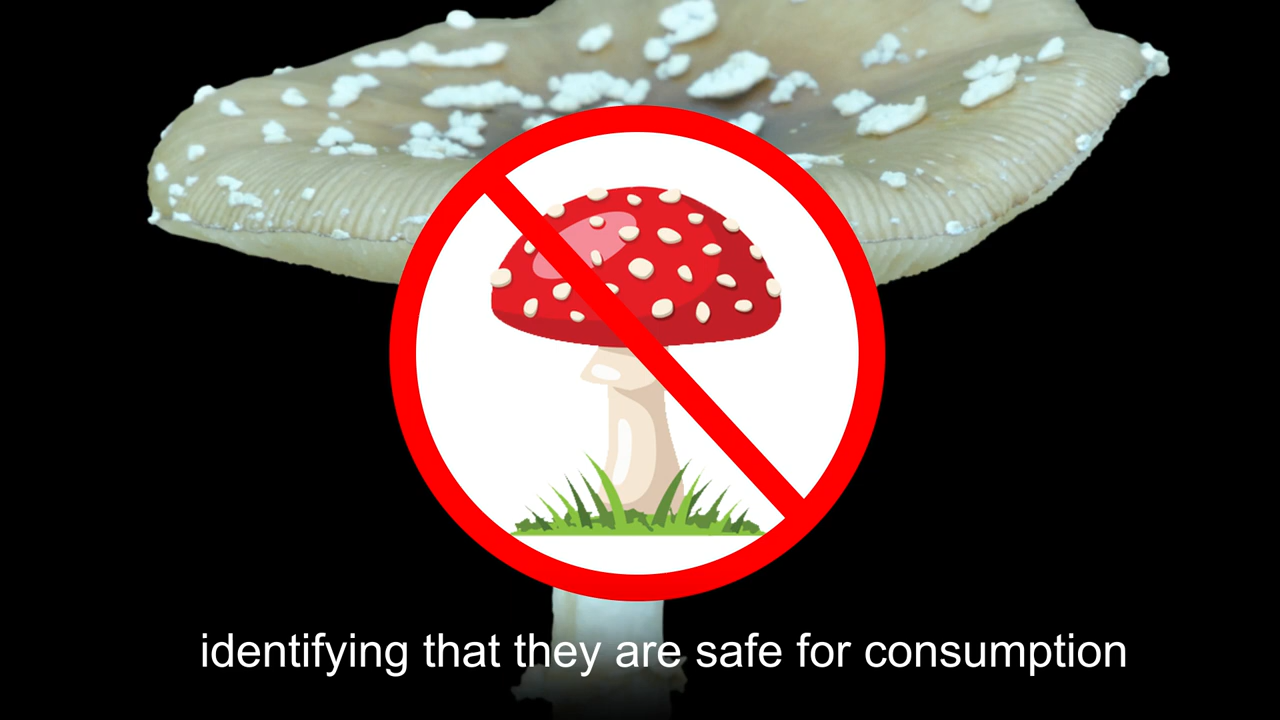 identifying that they are safe for consumption